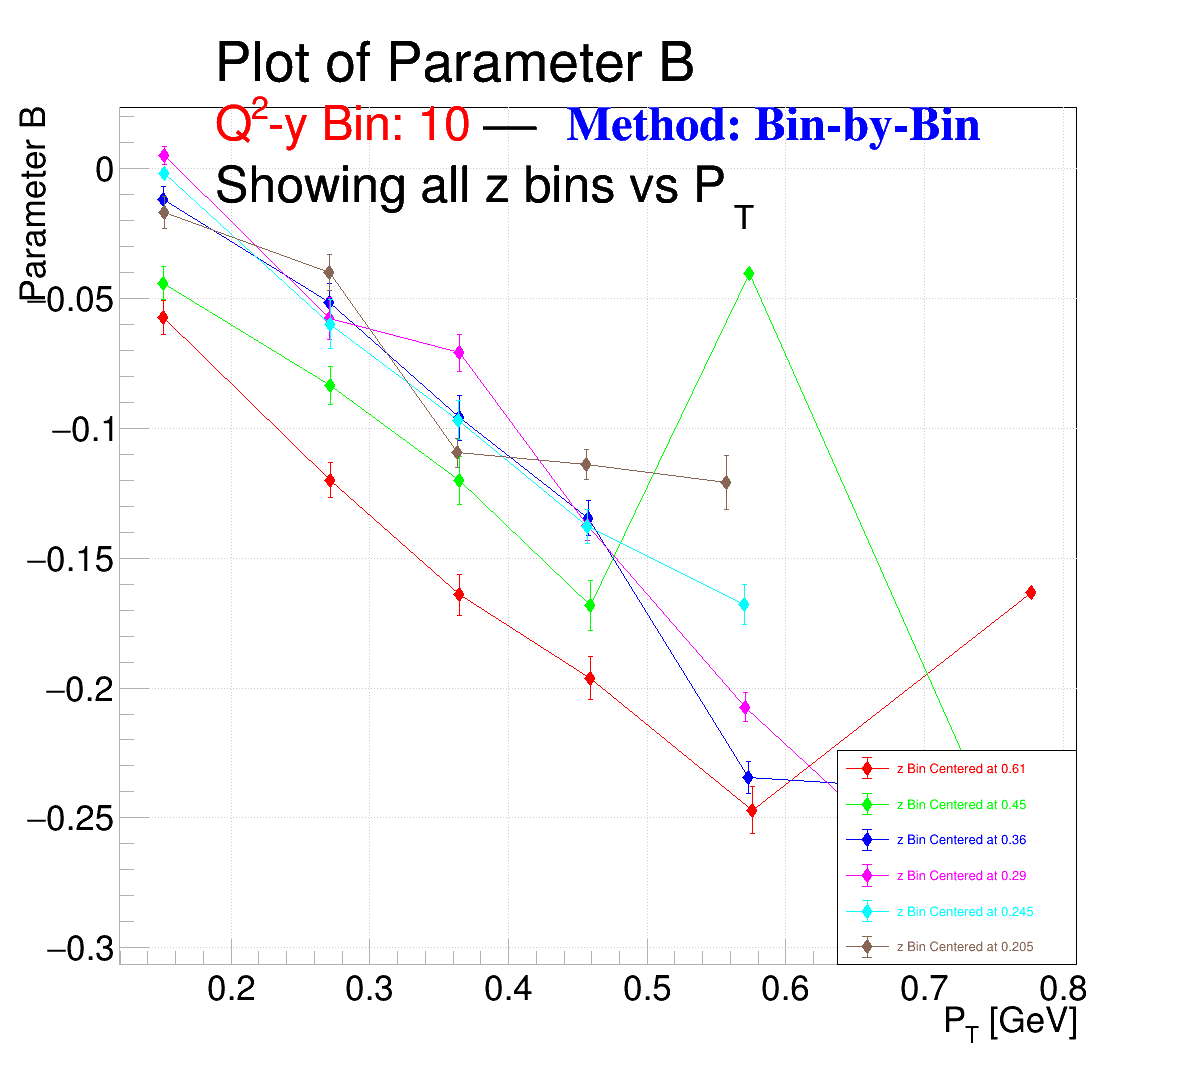 Plot of Parameter B
Q²-y Bin: 10 — Method: Bin-by-Bin
Showing all z bins vs P_T
Parameter B
0
−0.05
−0.1
−0.15
−0.2
−0.25
−0.3
z Bin Centered at 0.61
z Bin Centered at 0.45
z Bin Centered at 0.36
z Bin Centered at 0.29
z Bin Centered at 0.245
z Bin Centered at 0.205
0.2 0.3 0.4 0.5 0.6 0.7 0.8
P_T [GeV]